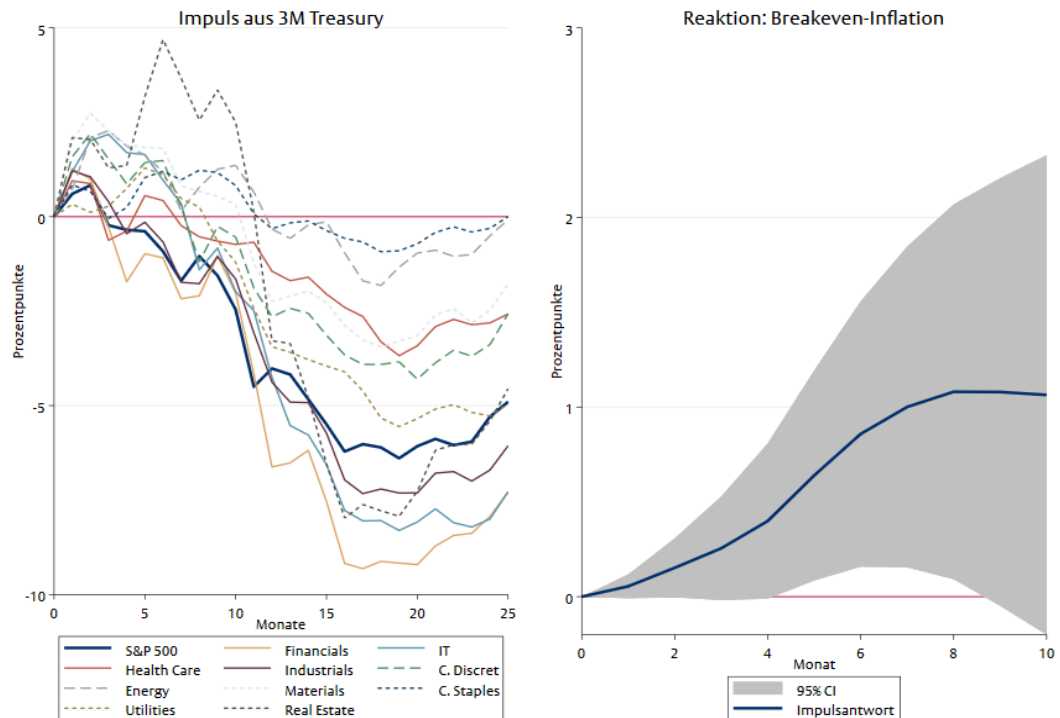 Impuls aus 3M Treasury
5
0
-5
-10
Prozentpunkte
0 5 10 15 20 25
Monate
S&P 500 Financials IT
Health Care Industrials C. Discret
Energy Materials C. Staples
Utilities Real Estate
Reaktion: Breakeven-Inflation
3
2
1
0
Prozentpunkte
0 2 4 6 8 10
Monat
95% CI
Impulsantwort